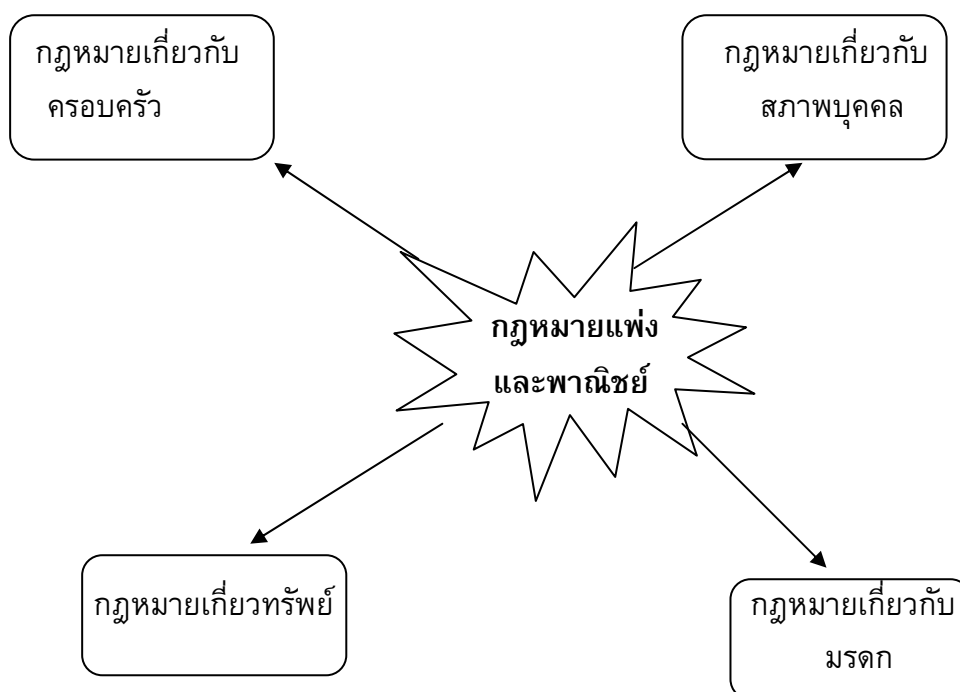 กฎหมายเกี่ยวกับ
ครอบครัว
กฎหมายเกี่ยวกับ
สภาพบุคคล
กฎหมายแพ่ง
และพาณิชย์
กฎหมายเกี่ยวทรัพย์
กฎหมายเกี่ยวกับ
มรดก